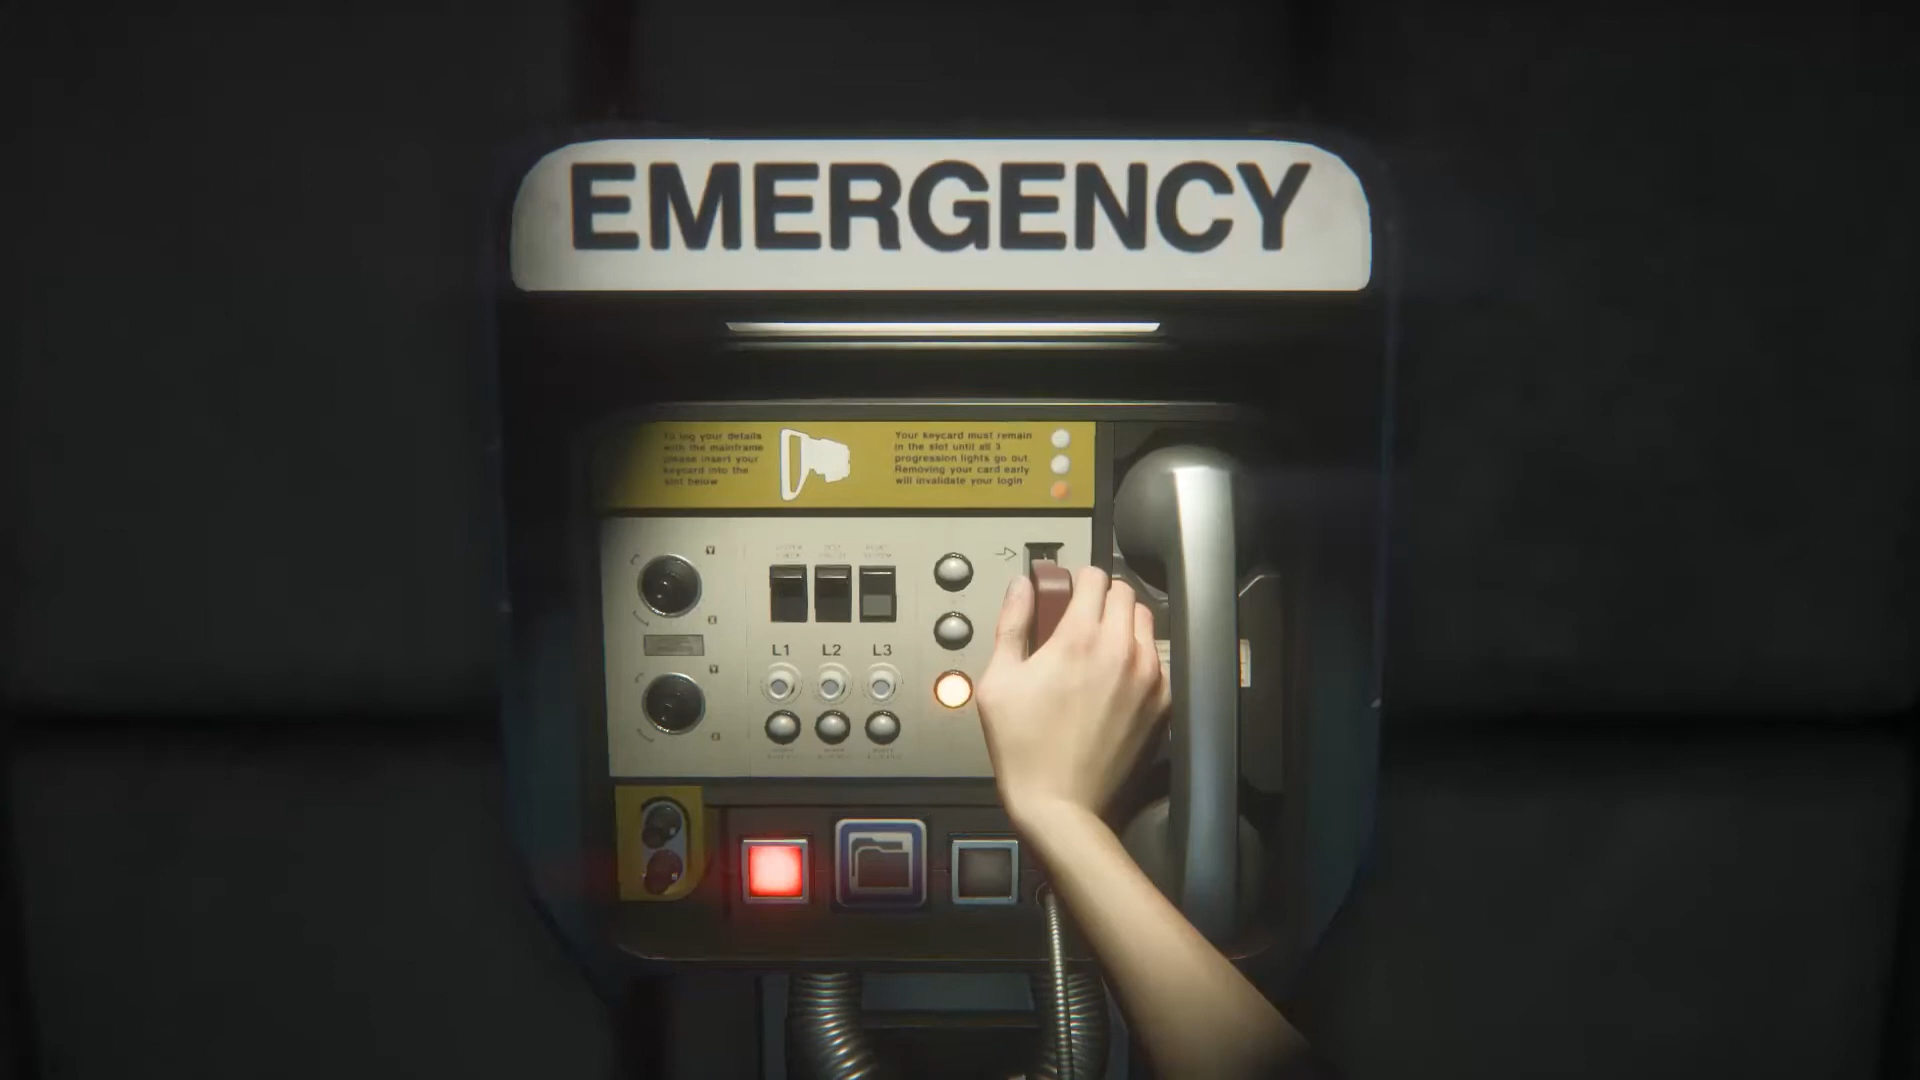 EMERGENCY
To log your details
with the mainframe
please insert your
keycard into the
slot below
Your keycard must remain
in the slot until all 3
progression lights go out.
Removing your card early
will invalidate your login
L1 L2 L3